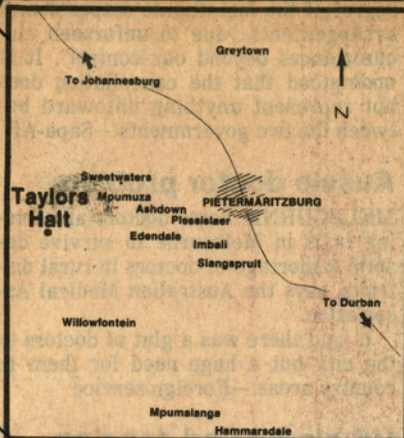 Greytown
To Johannesburg
N
Sweetwaters
Taylors
Halt
Mpumuza
PIETERMARITZBURG
Ashdown
Plessislaer
Edendale
Imbali
Slangspruit
To Durban
Willowfontein
Mpumalanga
Hammarsdale